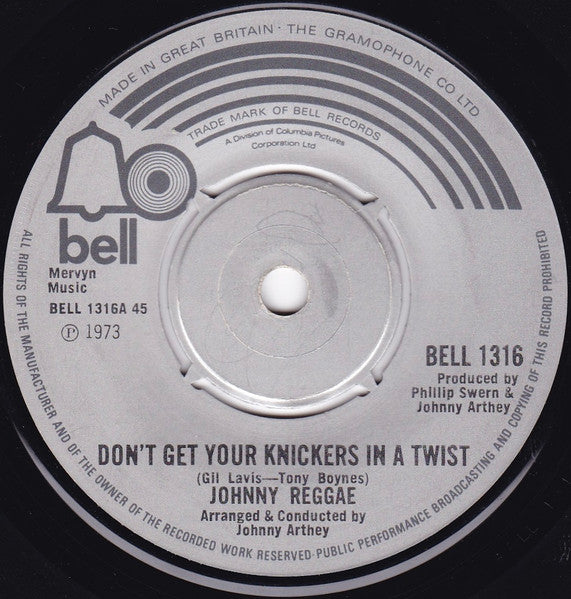 MADE IN GREAT BRITAIN · THE GRAMOPHONE CO LTD
TRADE MARK OF BELL RECORDS
A Division of Columbia Pictures
Corporation Ltd
bell
Mervyn
Music
BELL 1316A 45
Ⓟ 1973
BELL 1316
Produced by
Phillip Swern &
Johnny Arthey
DON'T GET YOUR KNICKERS IN A TWIST
(Gil Lavis—Tony Boynes)
JOHNNY REGGAE
Arranged & Conducted by
Johnny Arthey
ALL RIGHTS OF THE MANUFACTURER AND OF THE OWNER OF THE RECORDED WORK RESERVED·PUBLIC PERFORMANCE BROADCASTING AND COPYING OF THIS RECORD PROHIBITED